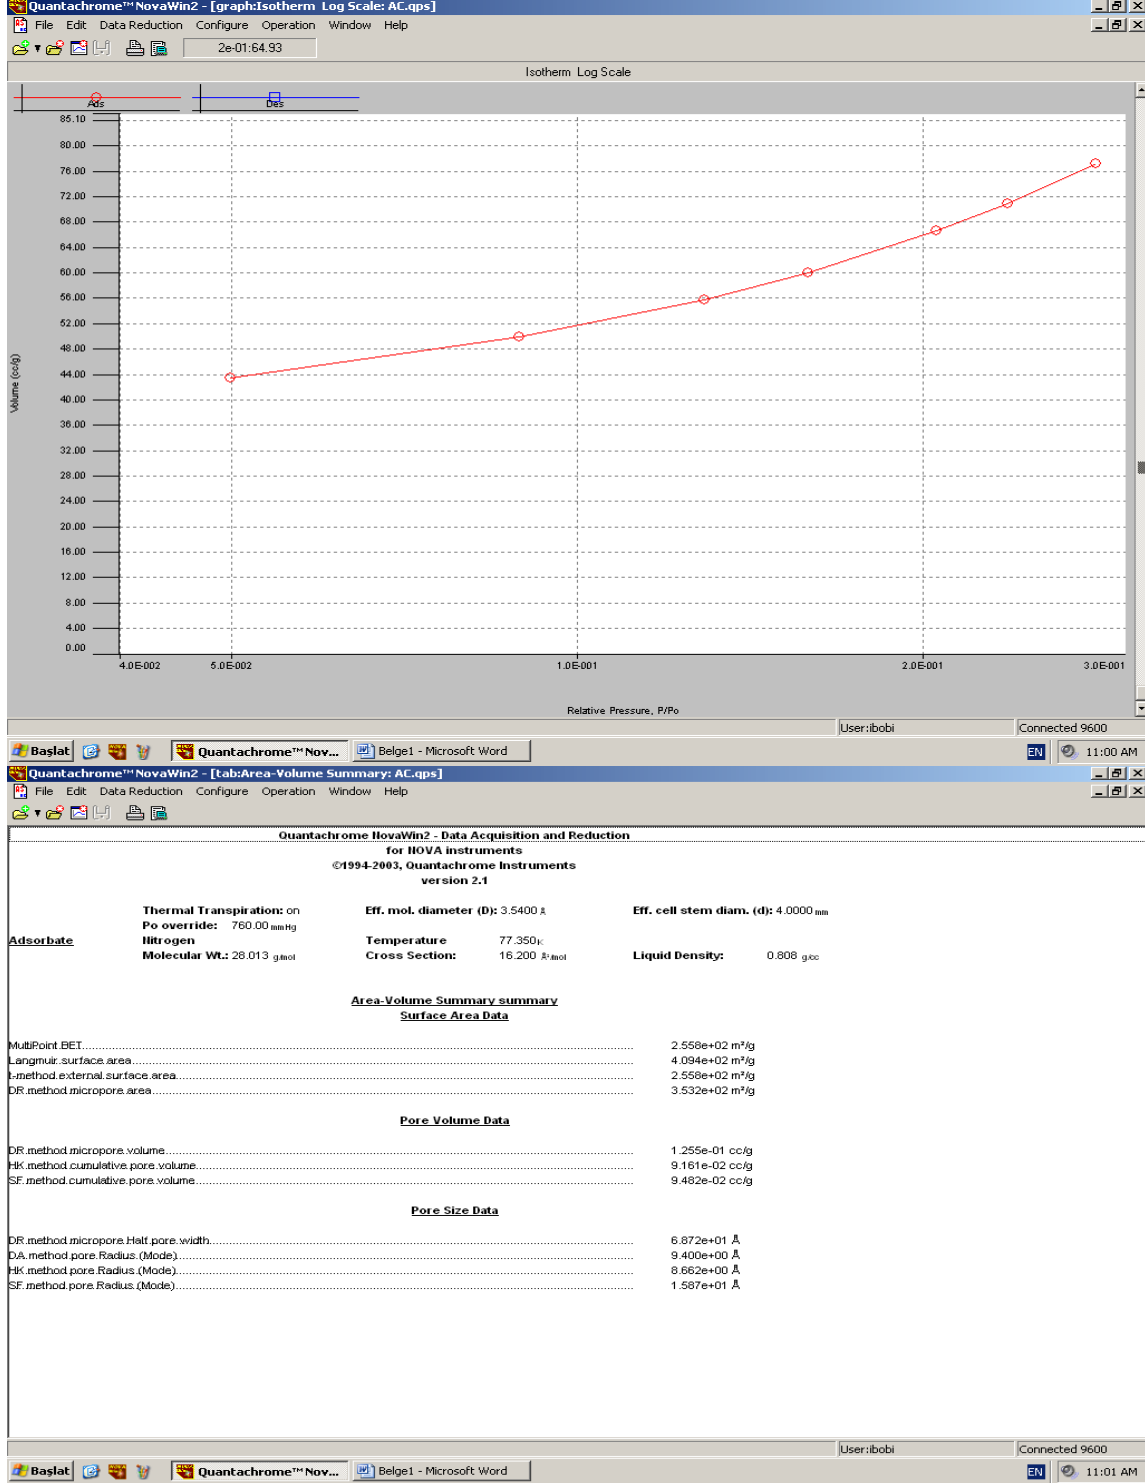 Quantachrome™ NovaWin2 - [graph:Isotherm Log Scale: AC.qps]
File Edit Data Reduction Configure Operation Window Help
2e-01:64.93
Isotherm Log Scale
Ads Des
85.10
80.00
76.00
72.00
68.00
64.00
60.00
56.00
52.00
48.00
44.00
40.00
36.00
32.00
28.00
24.00
20.00
16.00
12.00
8.00
4.00
0.00
Volume (cc/g)
4.0E-002 5.0E-002 1.0E-001 2.0E-001 3.0E-001
Relative Pressure, P/Po
User:ibobi Connected 9600
Başlat Quantachrome™ Nov... Belge1 - Microsoft Word EN 11:00 AM
Quantachrome™ NovaWin2 - [tab:Area-Volume Summary: AC.qps]
File Edit Data Reduction Configure Operation Window Help
Quantachrome NovaWin2 - Data Acquisition and Reduction
for NOVA instruments
©1994-2003, Quantachrome Instruments
version 2.1
Thermal Transpiration: on Eff. mol. diameter (D): 3.5400 Å Eff. cell stem diam. (d): 4.0000 mm
Po override: 760.00 mmHg
Adsorbate Nitrogen Temperature 77.350K
Molecular Wt.: 28.013 g/mol Cross Section: 16.200 Å²/mol Liquid Density: 0.808 g/cc
Area-Volume Summary summary
Surface Area Data
MultiPoint BET 2.558e+02 m²/g
Langmuir surface area 4.094e+02 m²/g
t-method external surface area 2.558e+02 m²/g
DR method micropore area 3.532e+02 m²/g
Pore Volume Data
DR method micropore volume 1.255e-01 cc/g
HK method cumulative pore volume 9.161e-02 cc/g
SF method cumulative pore volume 9.482e-02 cc/g
Pore Size Data
DR method micropore Half pore width 6.872e+01 Å
DA method pore Radius (Mode) 9.400e+00 Å
HK method pore Radius (Mode) 8.662e+00 Å
SF method pore Radius (Mode) 1.587e+01 Å
User:ibobi Connected 9600
Başlat Quantachrome™ Nov... Belge1 - Microsoft Word EN 11:01 AM